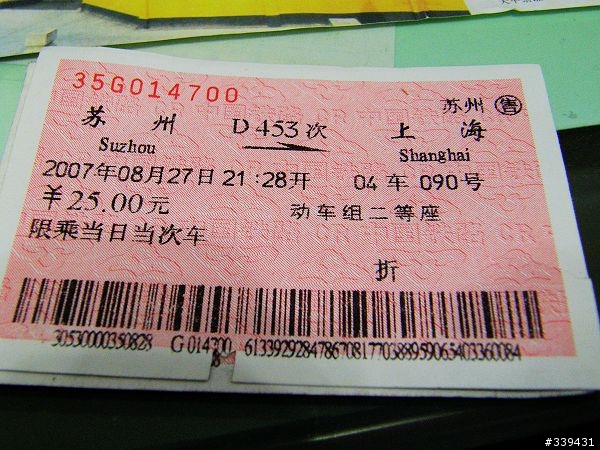 35G014700
苏州 ㊔
苏州 D453次 上海
Suzhou Shanghai
2007年08月27日21:28开 04车090号
¥25.00元 动车组二等座
限乘当日当次车
折
30530000350828 G014700 6133929284786708177038895906540336​0084
#339431